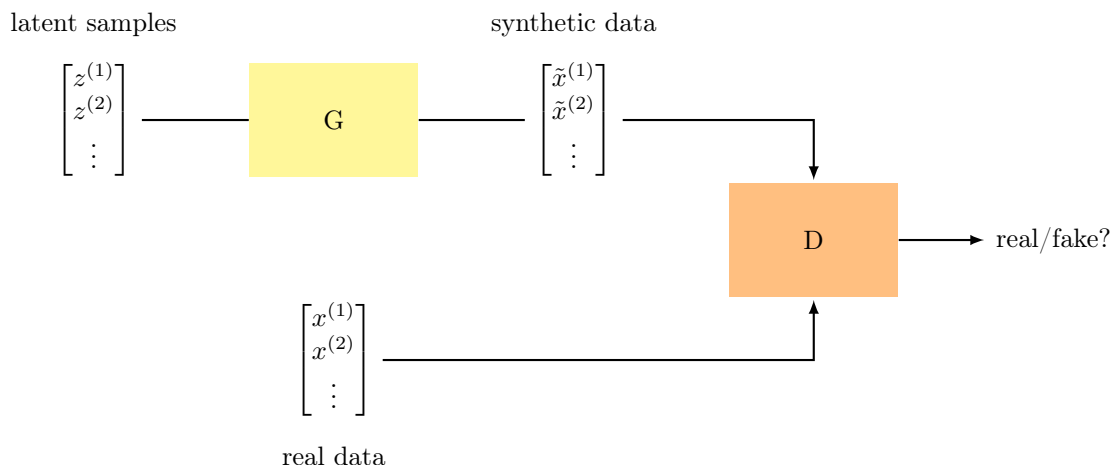 latent samples
synthetic data
z⁽¹⁾
z⁽²⁾
⋮
G
x̃⁽¹⁾
x̃⁽²⁾
⋮
D
real/fake?
x⁽¹⁾
x⁽²⁾
⋮
real data